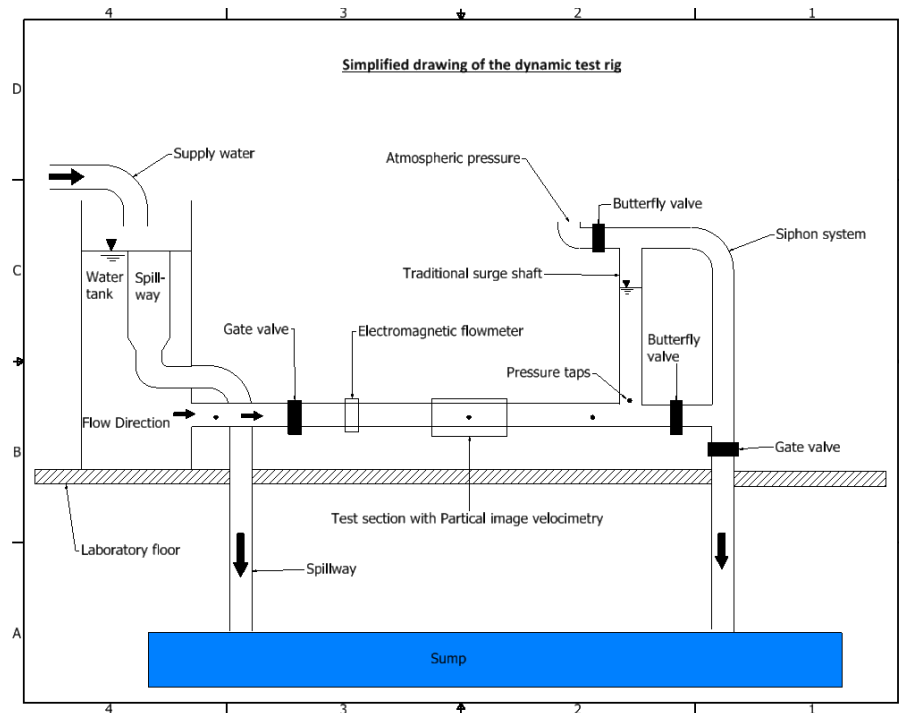 4 3 2 1
Simplified drawing of the dynamic test rig
D
Supply water
Atmospheric pressure
Butterfly valve
Siphon system
C
Water
tank
Spill-
way
Traditional surge shaft
Gate valve
Electromagnetic flowmeter
Butterfly
valve
Pressure taps
Flow Direction
B
Gate valve
Test section with Partical image velocimetry
Laboratory floor
Spillway
A
Sump
4 3 2 1